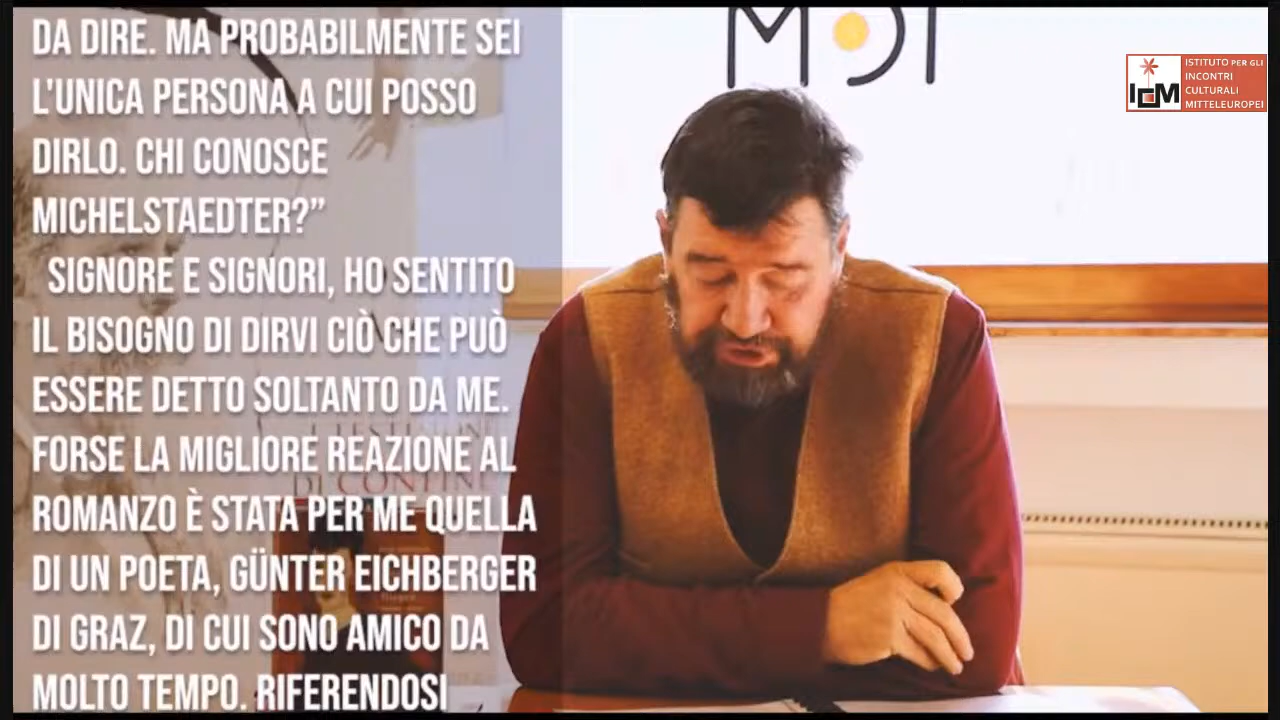 DA DIRE. MA PROBABILMENTE SEI
L'UNICA PERSONA A CUI POSSO
DIRLO. CHI CONOSCE
MICHELSTAEDTER?”
SIGNORE E SIGNORI, HO SENTITO
IL BISOGNO DI DIRVI CIÒ CHE PUÒ
ESSERE DETTO SOLTANTO DA ME.
FORSE LA MIGLIORE REAZIONE AL
ROMANZO È STATA PER ME QUELLA
DI UN POETA, GÜNTER EICHBERGER
DI GRAZ, DI CUI SONO AMICO DA
MOLTO TEMPO. RIFERENDOSI
DI CONFINE
ICM
ISTITUTO PER GLI
INCONTRI
CULTURALI
MITTELEUROPEI